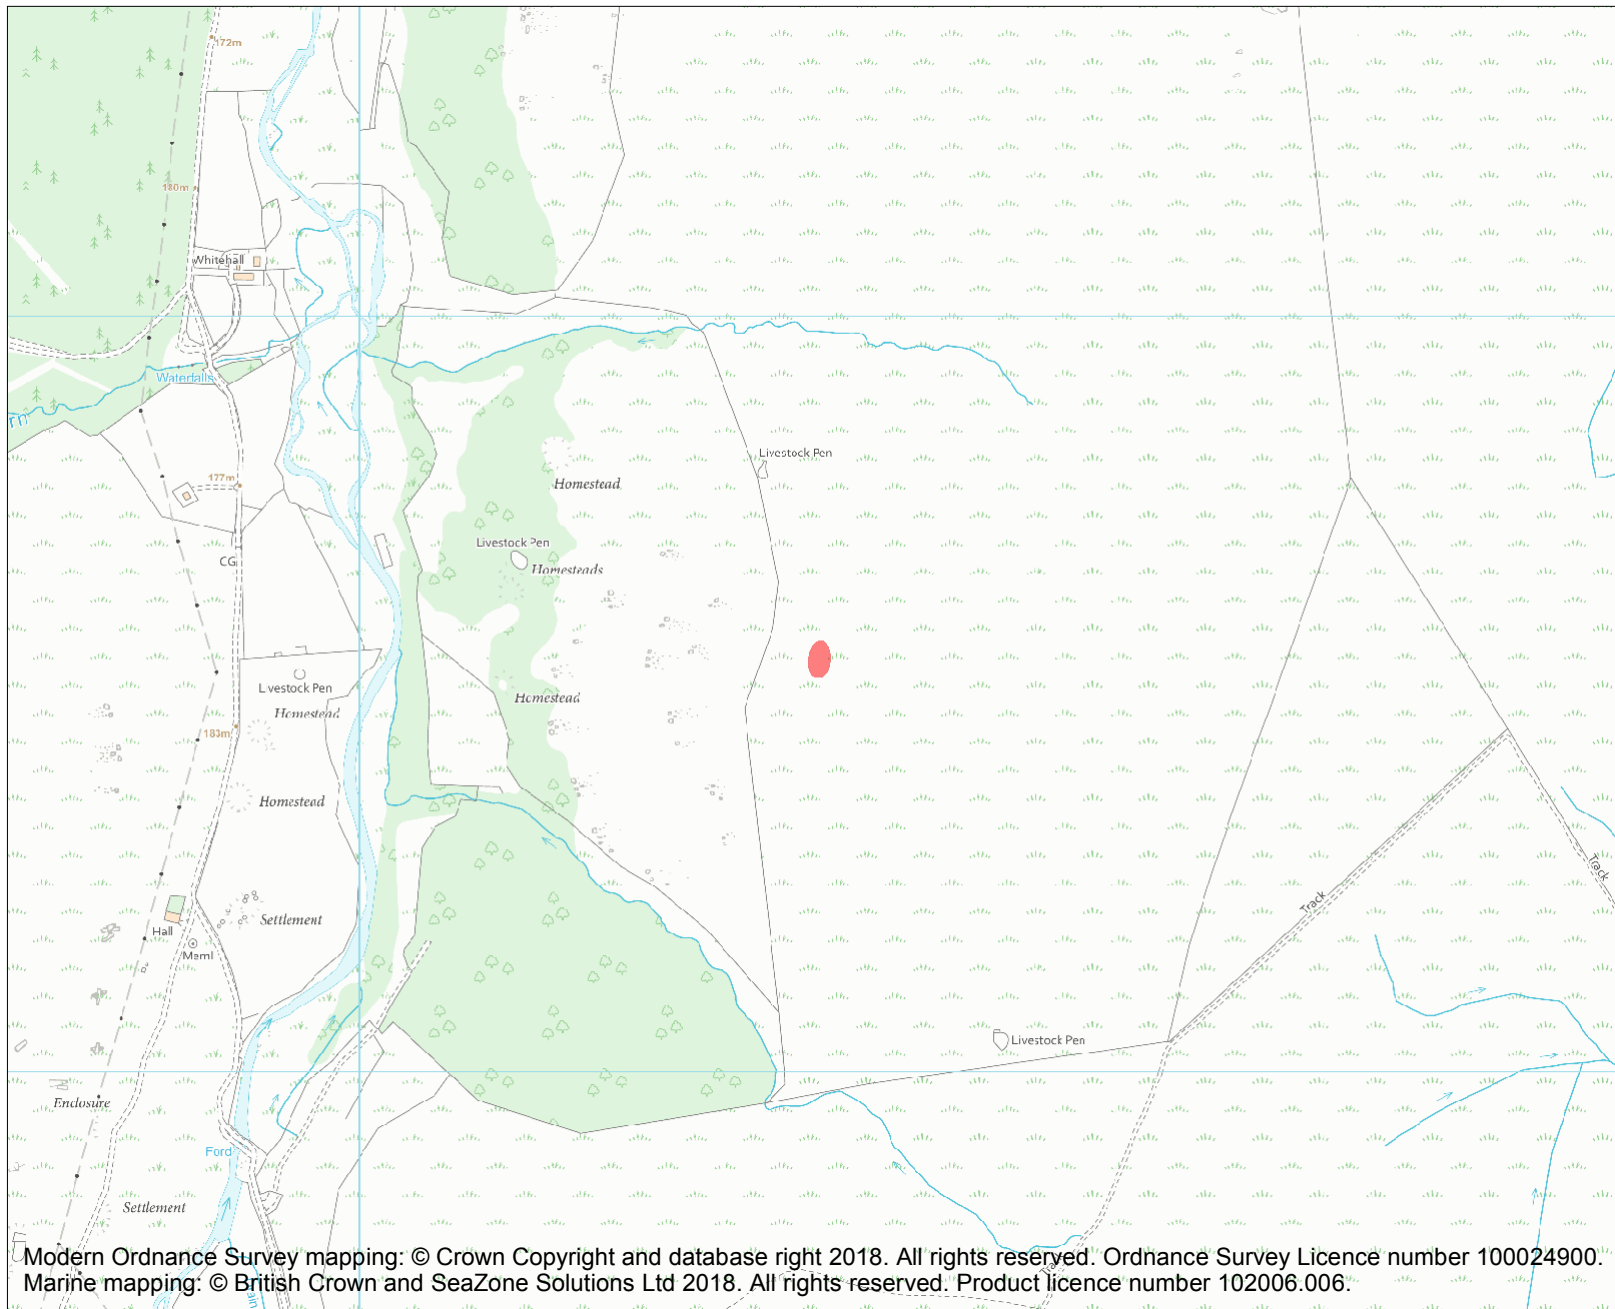 172m
180m
Whitehall
Waterfalls
rn
Livestock Pen
177m
Homestead
Livestock Pen
CG
Homesteads
Livestock Pen
Homestead
Homestead
183m
Homestead
Track
Track
Settlement
Hall
Meml
Livestock Pen
Enclosure
Ford
Settlement
Modern Ordnance Survey mapping: © Crown Copyright and database right 2018. All rights reserved. Ordnance Survey Licence number 100024900.
Marine mapping: © British Crown and SeaZone Solutions Ltd 2018. All rights reserved. Product licence number 102006.006.